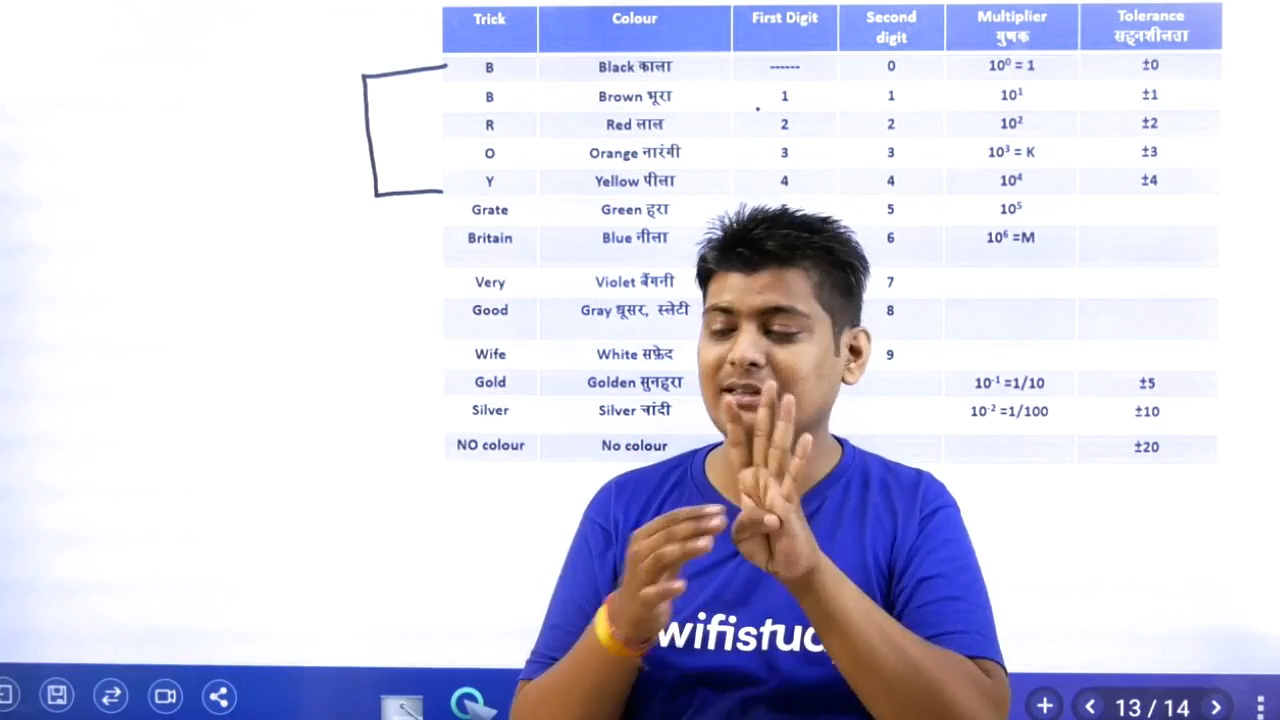 Trick Colour First Digit Second digit Multiplier गुणक Tolerance सहनशीलता
B Black काला ------ 0 10⁰ = 1 ±0
B Brown भूरा 1 1 10¹ ±1
R Red लाल 2 2 10² ±2
O Orange नारंगी 3 3 10³ = K ±3
Y Yellow पीला 4 4 10⁴ ±4
Grate Green हरा 5 10⁵
Britain Blue नीला 6 10⁶ =M
Very Violet बैंगनी 7
Good Gray धूसर, स्लेटी 8
Wife White सफ़ेद 9
Gold Golden सुनहरा 10⁻¹ =1/10 ±5
Silver Silver चांदी 10⁻² =1/100 ±10
NO colour No colour ±20
wifistud
13 / 14